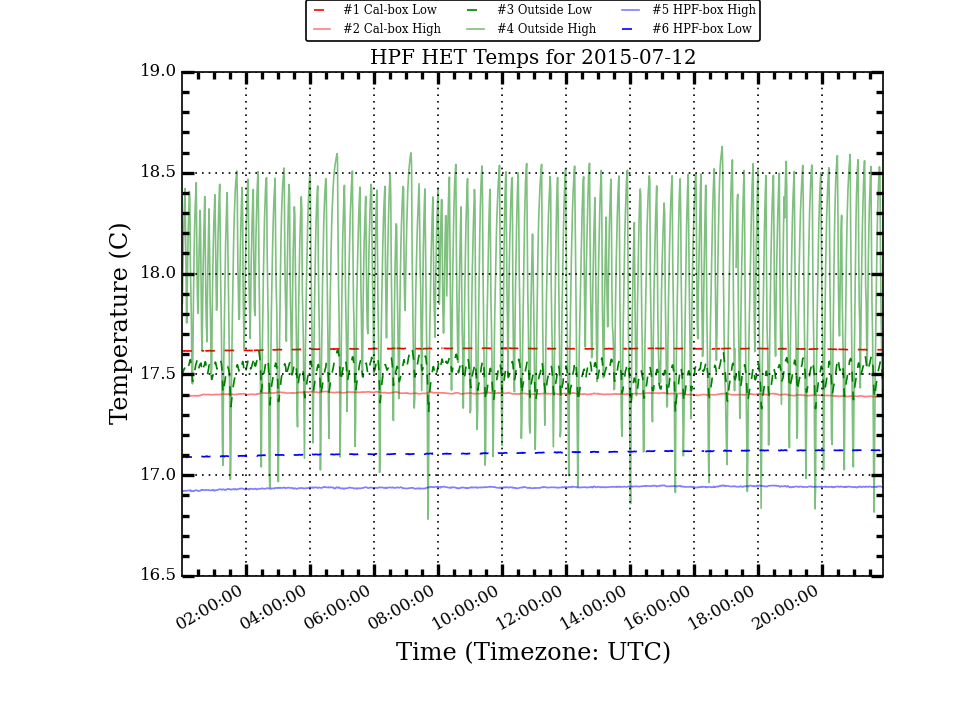 #1 Cal-box Low #3 Outside Low #5 HPF-box High
#2 Cal-box High #4 Outside High #6 HPF-box Low
HPF HET Temps for 2015-07-12
19.0
18.5
18.0
17.5
17.0
16.5
Temperature (C)
02:00:00 04:00:00 06:00:00 08:00:00 10:00:00 12:00:00 14:00:00 16:00:00 18:00:00 20:00:00
Time (Timezone: UTC)